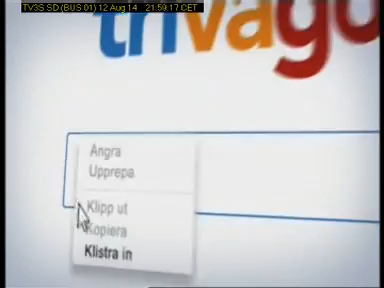 TV3S SD (BUS 01) 12 Aug 14 21:59:17 CET
trivago
Ångra
Upprepa
Klipp ut
Kopiera
Klistra in